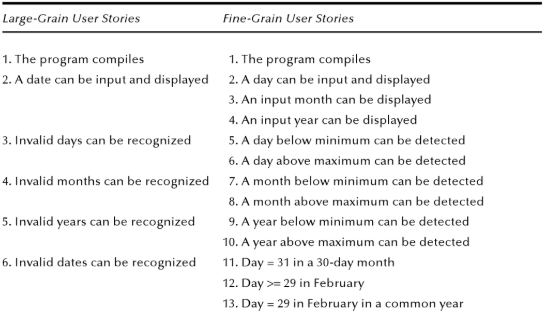 Large-Grain User Stories Fine-Grain User Stories
1. The program compiles 1. The program compiles
2. A date can be input and displayed 2. A day can be input and displayed
3. An input month can be displayed
4. An input year can be displayed
3. Invalid days can be recognized 5. A day below minimum can be detected
6. A day above maximum can be detected
4. Invalid months can be recognized 7. A month below minimum can be detected
8. A month above maximum can be detected
5. Invalid years can be recognized 9. A year below minimum can be detected
10. A year above maximum can be detected
6. Invalid dates can be recognized 11. Day = 31 in a 30-day month
12. Day >= 29 in February
13. Day = 29 in February in a common year